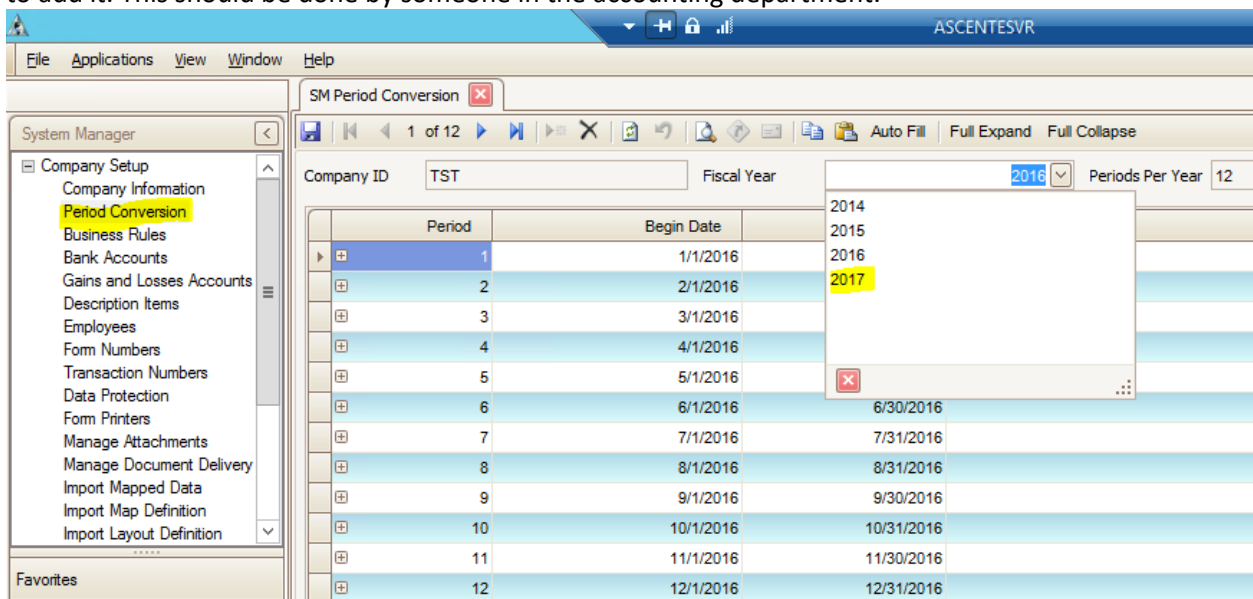 to add it. This should be done by someone in the accounting department.
ASCENTESVR
File Applications View Window Help
SM Period Conversion
System Manager
1 of 12 Auto Fill Full Expand Full Collapse
Company Setup
Company Information
Period Conversion
Business Rules
Bank Accounts
Gains and Losses Accounts
Description Items
Employees
Form Numbers
Transaction Numbers
Data Protection
Form Printers
Manage Attachments
Manage Document Delivery
Import Mapped Data
Import Map Definition
Import Layout Definition
Favorites
Company ID TST Fiscal Year 2016 Periods Per Year 12
2014
2015
2016
2017
Period Begin Date
1 1/1/2016
2 2/1/2016
3 3/1/2016
4 4/1/2016
5 5/1/2016
6 6/1/2016 6/30/2016
7 7/1/2016 7/31/2016
8 8/1/2016 8/31/2016
9 9/1/2016 9/30/2016
10 10/1/2016 10/31/2016
11 11/1/2016 11/30/2016
12 12/1/2016 12/31/2016